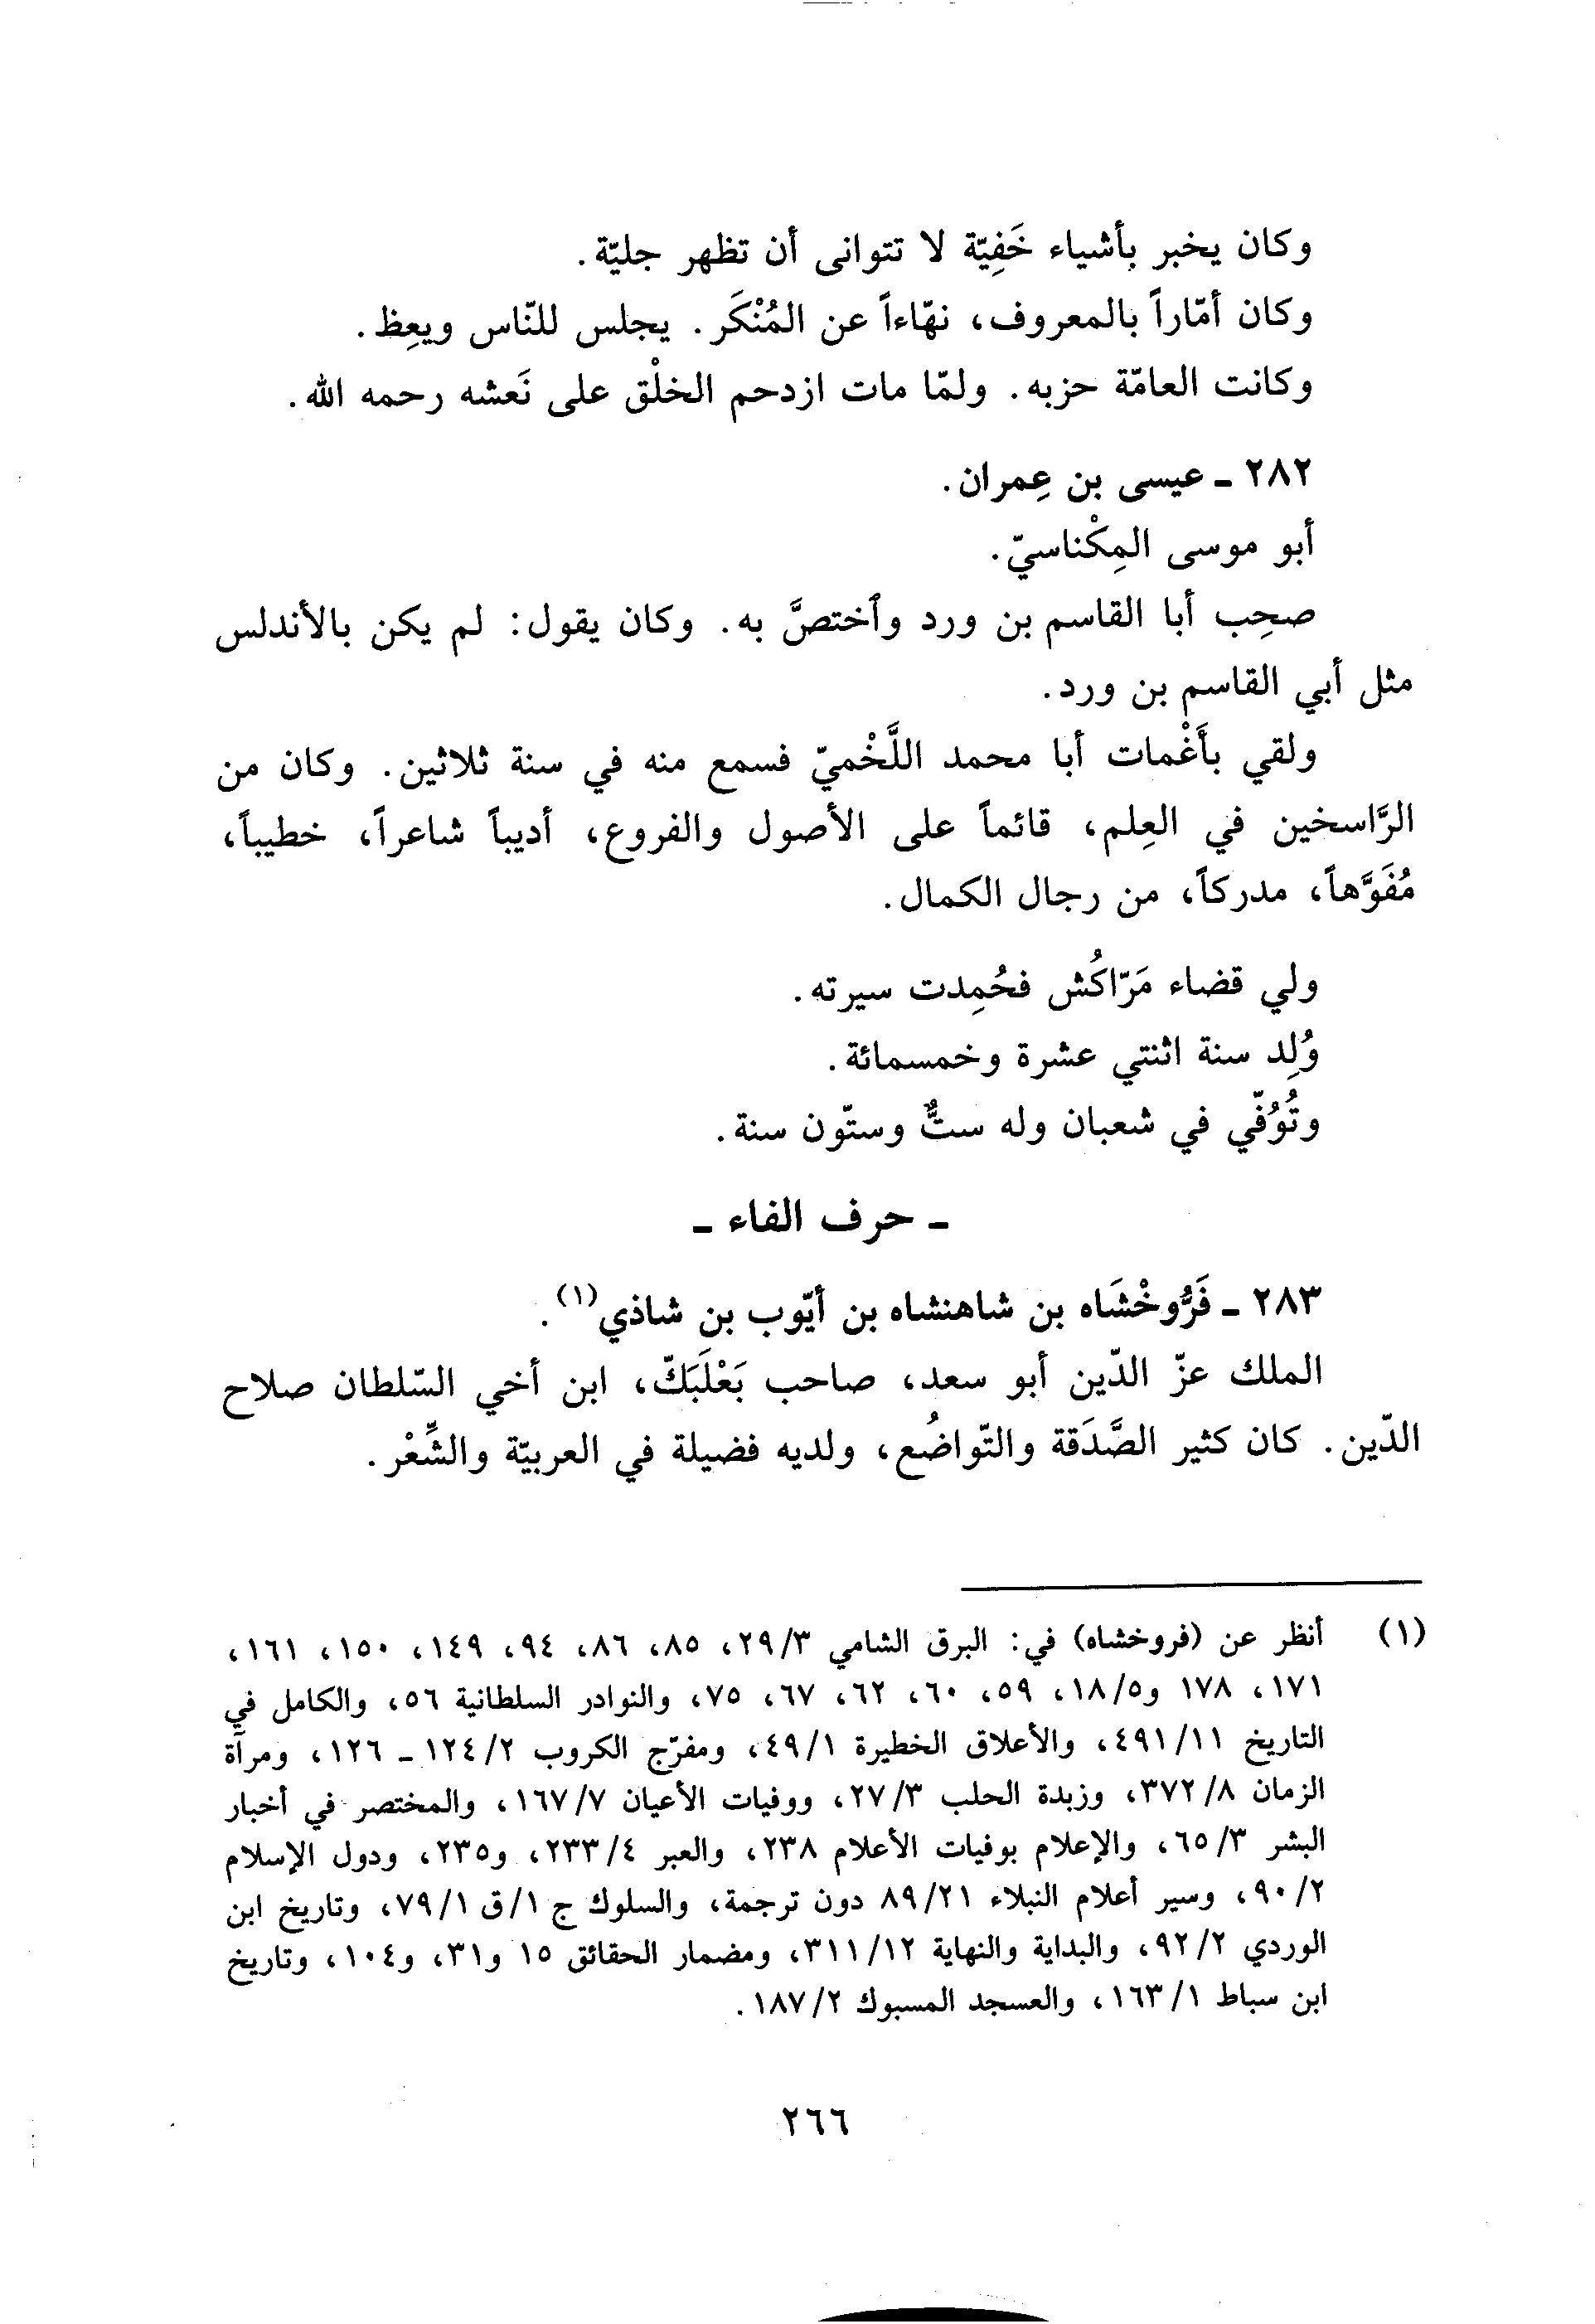 وكان يخبر بأشياء خَفِيّة لا تتوانى أن تظهر جليّة.
وكان أمّاراً بالمعروف، نهّاءاً عن المُنْكَر. يجلس للنّاس ويعِظ.
وكانت العامّة حزبه. ولمّا مات ازدحم الخلْق على نَعشه رحمه الله.
٢٨٢ - عيسى بن عِمران.
أبو موسى المِكْناسيّ.
صحِب أبا القاسم بن ورد وٱختصَّ به. وكان يقول: لم يكن بالأندلس
مثل أبي القاسم بن ورد.
ولقي بأَغْمات أبا محمد اللَّخْميّ فسمع منه في سنة ثلاثين. وكان من
الرَّاسخين في العِلم، قائماً على الأصول والفروع، أديباً شاعراً، خطيباً،
مُفَوَّهاً، مدركاً، من رجال الكمال.
ولي قضاء مَرّاكُش فحُمِدت سيرته.
وُلِد سنة اثنتي عشرة وخمسمائة.
وتُوُفّي في شعبان وله ستٌّ وستّون سنة.
- حرف الفاء -
٢٨٣ - فَرُّوخْشَاه بن شاهنشاه بن أيّوب بن شاذي(١).
الملك عزّ الدّين أبو سعد، صاحب بَعْلَبَكّ، ابن أخي السّلطان صلاح
الدّين. كان كثير الصَّدَقة والتّواضُع، ولديه فضيلة في العربيّة والشِّعْر.
(١) أنظر عن (فروخشاه) في: البرق الشامي ٢٩/٣، ٨٥، ٨٦، ٩٤، ١٤٩، ١٥٠، ١٦١،
١٧١، ١٧٨ و١٨/٥، ٥٩، ٦٠، ٦٢، ٦٧، ٧٥، والنوادر السلطانية ٥٦، والكامل في
التاريخ ٤٩١/١١، والأعلاق الخطيرة ٤٩/١، ومفرّج الكروب ١٢٤/٢ - ١٢٦، ومرآة
الزمان ٣٧٢/٨، وزبدة الحلب ٢٧/٣، ووفيات الأعيان ١٦٧/٧، والمختصر في أخبار
البشر ٦٥/٣، والإعلام بوفيات الأعلام ٢٣٨، والعبر ٢٣٣/٤، و٢٣٥، ودول الإسلام
٩٠/٢، وسير أعلام النبلاء ٨٩/٢١ دون ترجمة، والسلوك ج ١/ق ٧٩/١، وتاريخ ابن
الوردي ٩٢/٢، والبداية والنهاية ٣١١/١٢، ومضمار الحقائق ١٥ و٣١، و١٠٤، وتاريخ
ابن سباط ١٦٣/١، والعسجد المسبوك ١٨٧/٢.
٢٦٦